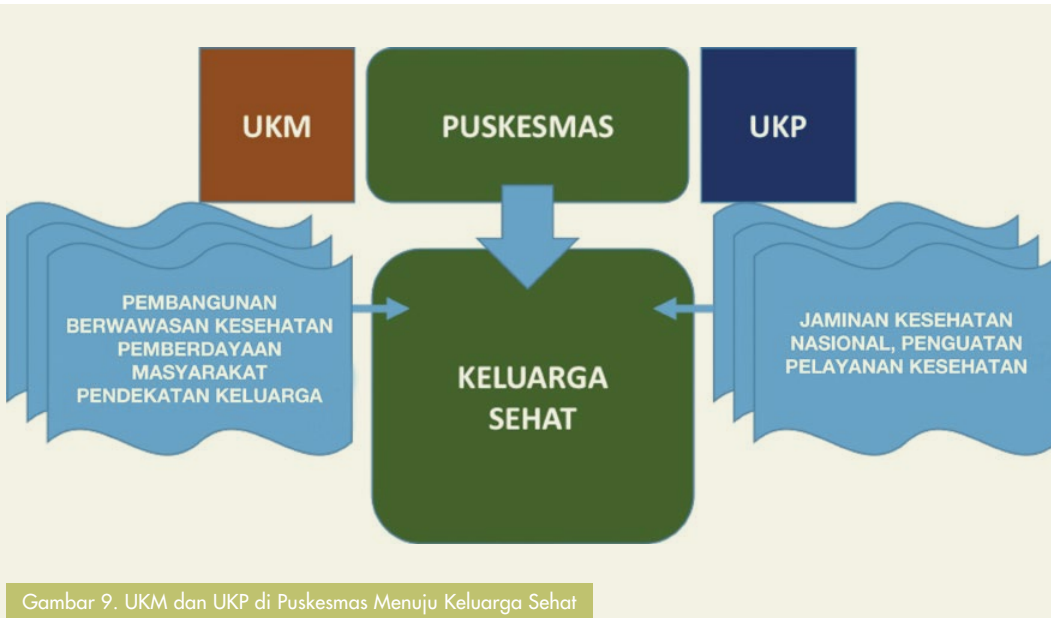 UKM
PUSKESMAS
UKP
PEMBANGUNAN
BERWAWASAN KESEHATAN
PEMBERDAYAAN
MASYARAKAT
PENDEKATAN KELUARGA
KELUARGA
SEHAT
JAMINAN KESEHATAN
NASIONAL, PENGUATAN
PELAYANAN KESEHATAN
Gambar 9. UKM dan UKP di Puskesmas Menuju Keluarga Sehat